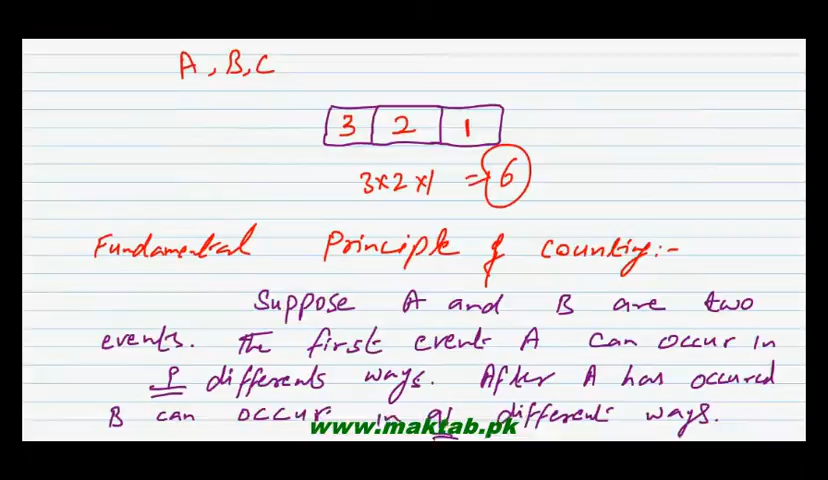 A, B, C
3 2 1
3×2×1 = 6
Fundamental Principle of Counting:-
Suppose A and B are two
events. The first event A can occur in
P differents ways. After A has occured
B can occur in different ways.
www.maktab.pk